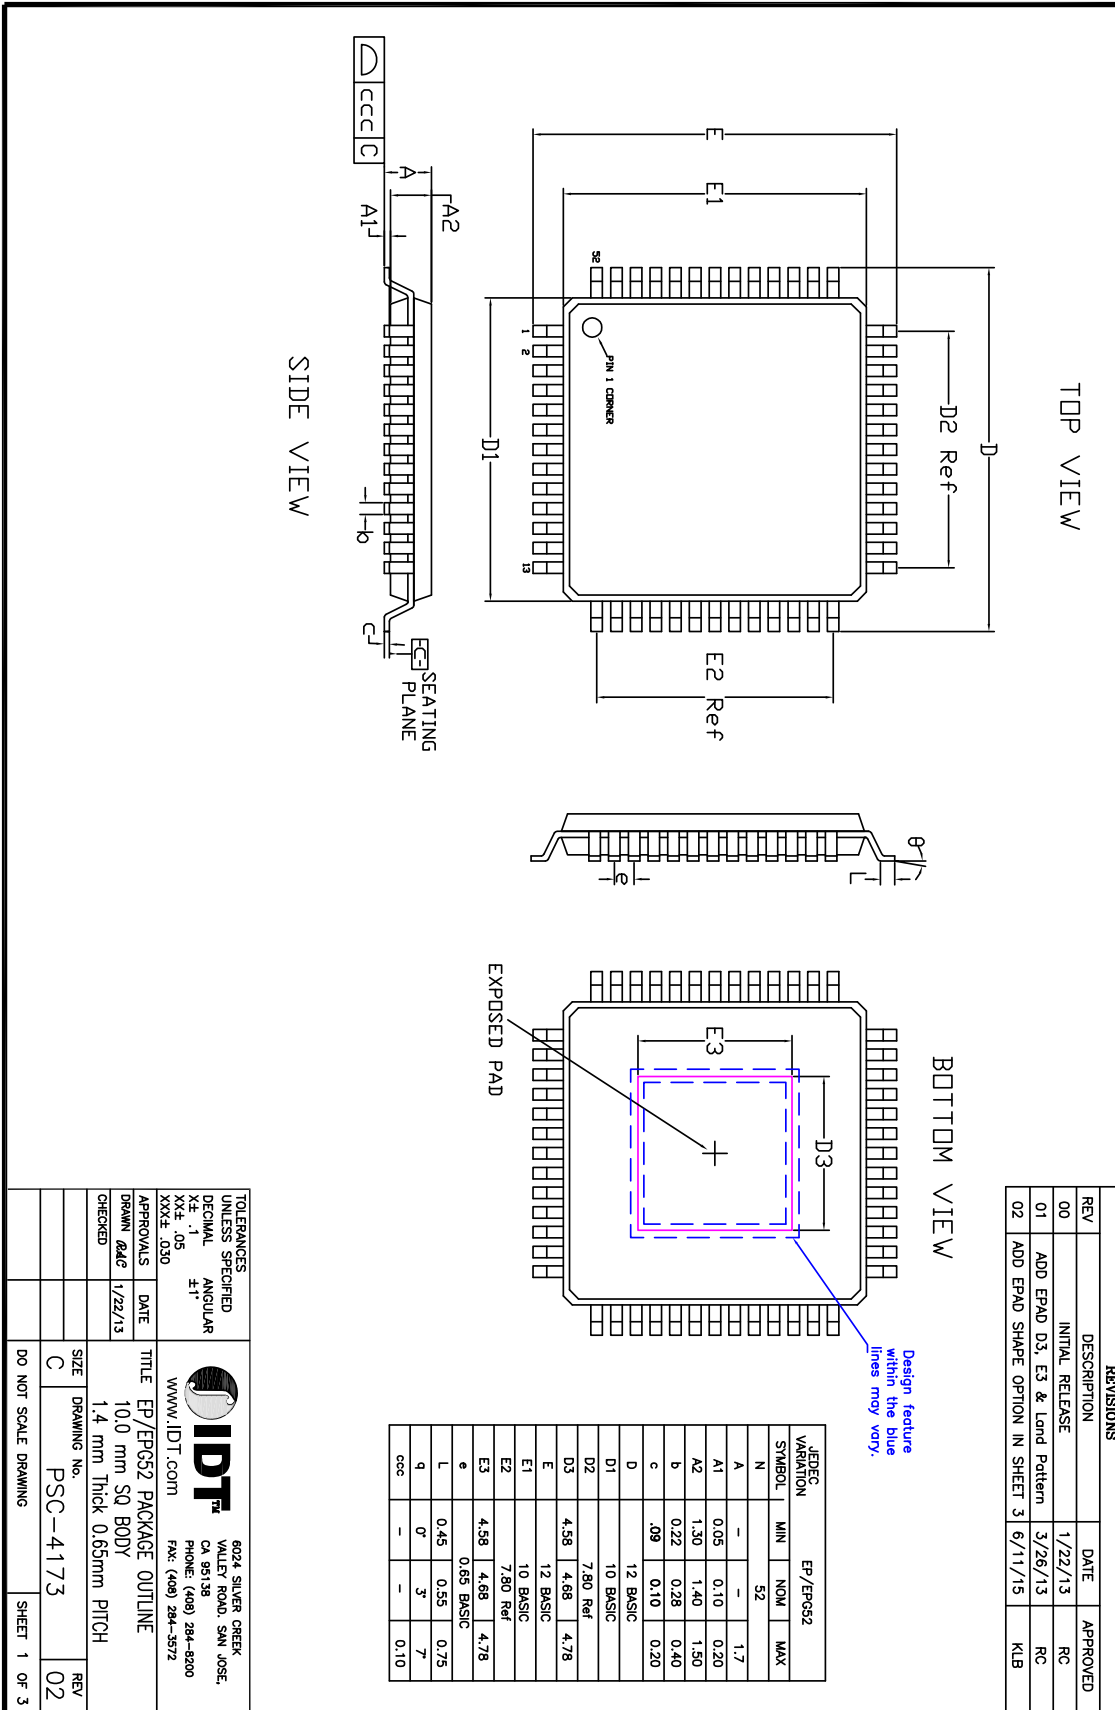 TOP VIEW
D
D2 Ref
E
E1
52
1
2
13
PIN 1 CORNER
D1
E2 Ref
ccc C
A
A1
A2
b
c
-C-
SEATING
PLANE
SIDE VIEW
θ
L
e
BOTTOM VIEW
D3
E3
EXPOSED PAD
Design feature
within the blue
lines may vary.
REVISIONS
REV DESCRIPTION DATE APPROVED
00 INITIAL RELEASE 1/22/13 RC
01 ADD EPAD D3, E3 & Land Pattern 3/26/13 RC
02 ADD EPAD SHAPE OPTION IN SHEET 3 6/11/15 KLB
JEDEC
VARIATION EP/EPG52
SYMBOL MIN NOM MAX
N 52
A – – 1.7
A1 0.05 0.10 0.20
A2 1.30 1.40 1.50
b 0.22 0.28 0.40
c .09 0.10 0.20
D 12 BASIC
D1 10 BASIC
D2 7.80 Ref
D3 4.58 4.68 4.78
E 12 BASIC
E1 10 BASIC
E2 7.80 Ref
E3 4.58 4.68 4.78
e 0.65 BASIC
L 0.45 0.55 0.75
q 0° 3° 7°
ccc – – 0.10
TOLERANCES
UNLESS SPECIFIED
DECIMAL ANGULAR
X± .1 ±1°
XX± .05
XXX± .030
APPROVALS DATE
DRAWN RAC 1/22/13
CHECKED
IDT™
www.IDT.com
6024 SILVER CREEK
VALLEY ROAD, SAN JOSE,
CA 95138
PHONE: (408) 284-8200
FAX: (408) 284-3572
TITLE EP/EPG52 PACKAGE OUTLINE
10.0 mm SQ BODY
1.4 mm Thick 0.65mm PITCH
SIZE DRAWING No. REV
C PSC-4173 02
DO NOT SCALE DRAWING SHEET 1 OF 3